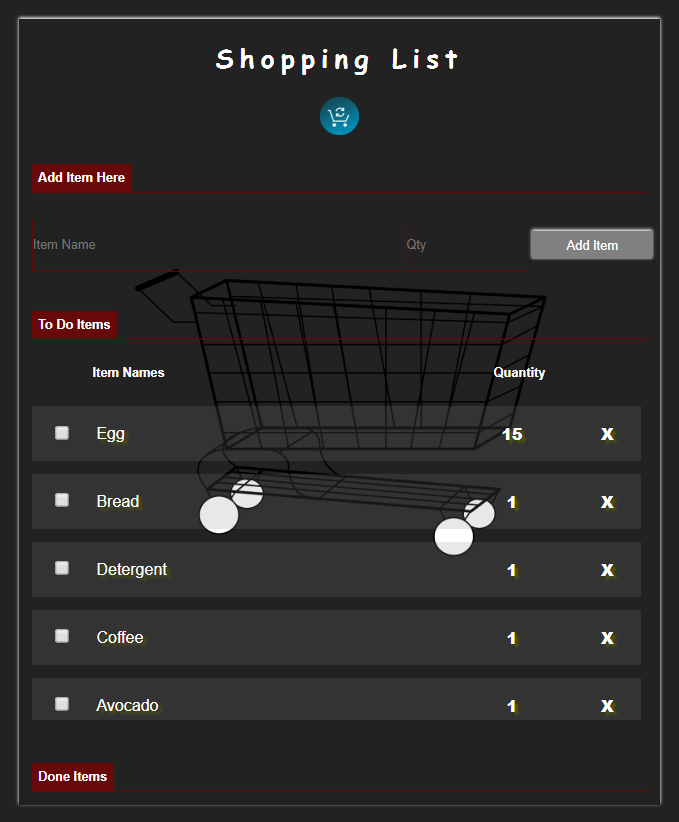 Shopping List
Add Item Here
Item Name Qty Add Item
To Do Items
Item Names Quantity
Egg 15 X
Bread 1 X
Detergent 1 X
Coffee 1 X
Avocado 1 X
Done Items